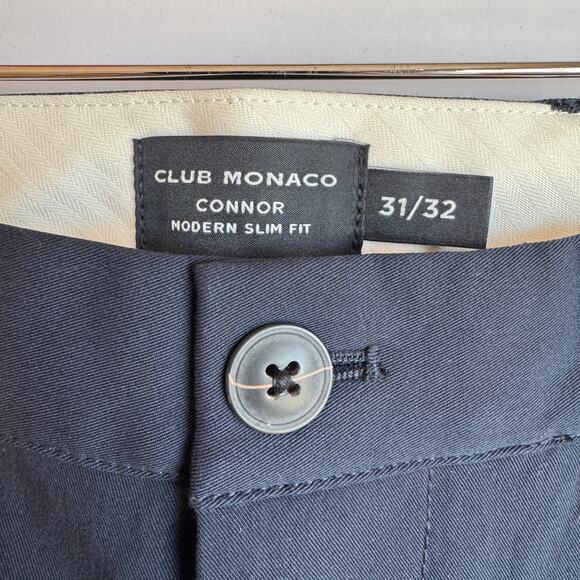 CLUB MONACO
CONNOR
MODERN SLIM FIT
31/32